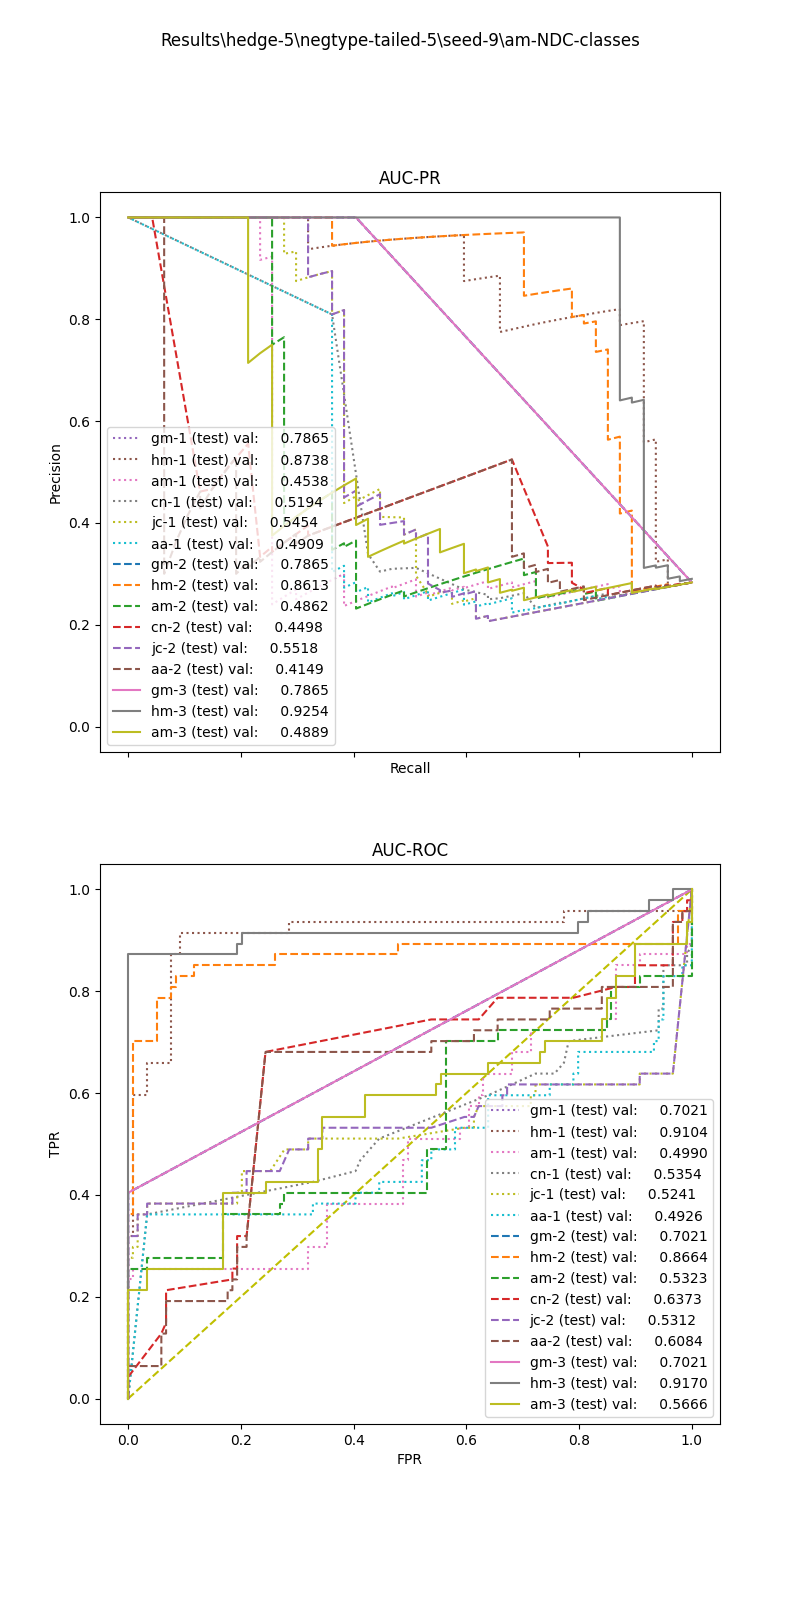 Results\hedge-5\negtype-tailed-5\seed-9\am-NDC-classes
AUC-PR
1.0
0.8
0.6
0.4
0.2
0.0
Precision
gm-1 (test) val: 0.7865
hm-1 (test) val: 0.8738
am-1 (test) val: 0.4538
cn-1 (test) val: 0.5194
jc-1 (test) val: 0.5454
aa-1 (test) val: 0.4909
gm-2 (test) val: 0.7865
hm-2 (test) val: 0.8613
am-2 (test) val: 0.4862
cn-2 (test) val: 0.4498
jc-2 (test) val: 0.5518
aa-2 (test) val: 0.4149
gm-3 (test) val: 0.7865
hm-3 (test) val: 0.9254
am-3 (test) val: 0.4889
Recall
AUC-ROC
1.0
0.8
0.6
0.4
0.2
0.0
TPR
gm-1 (test) val: 0.7021
hm-1 (test) val: 0.9104
am-1 (test) val: 0.4990
cn-1 (test) val: 0.5354
jc-1 (test) val: 0.5241
aa-1 (test) val: 0.4926
gm-2 (test) val: 0.7021
hm-2 (test) val: 0.8664
am-2 (test) val: 0.5323
cn-2 (test) val: 0.6373
jc-2 (test) val: 0.5312
aa-2 (test) val: 0.6084
gm-3 (test) val: 0.7021
hm-3 (test) val: 0.9170
am-3 (test) val: 0.5666
0.0 0.2 0.4 0.6 0.8 1.0
FPR